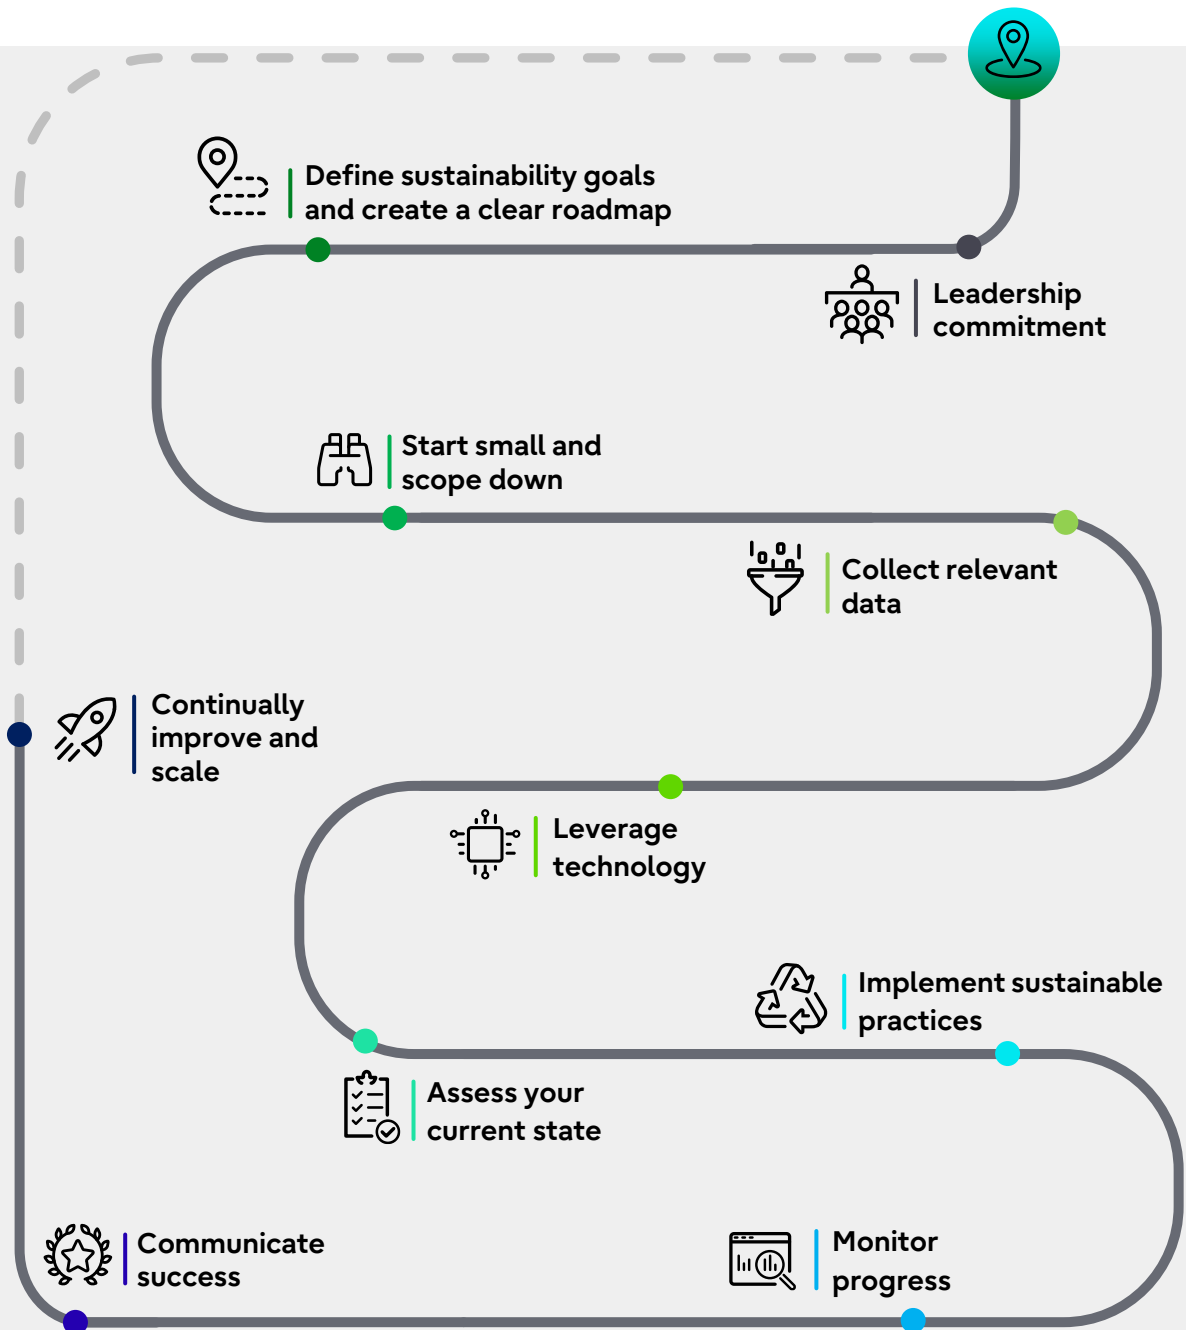 Define sustainability goals
and create a clear roadmap
Leadership
commitment
Start small and
scope down
Collect relevant
data
Continually
improve and
scale
Leverage
technology
Implement sustainable
practices
Assess your
current state
Communicate
success
Monitor
progress